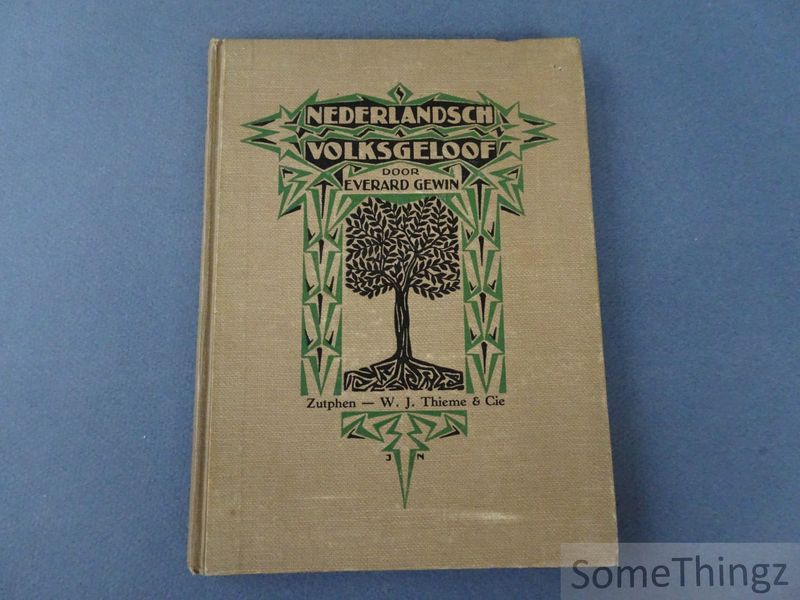 NEDERLANDSCH
VOLKSGELOOF
DOOR
EVERARD GEWIN
Zutphen — W. J. Thieme & Cie
J N
SomeThingz